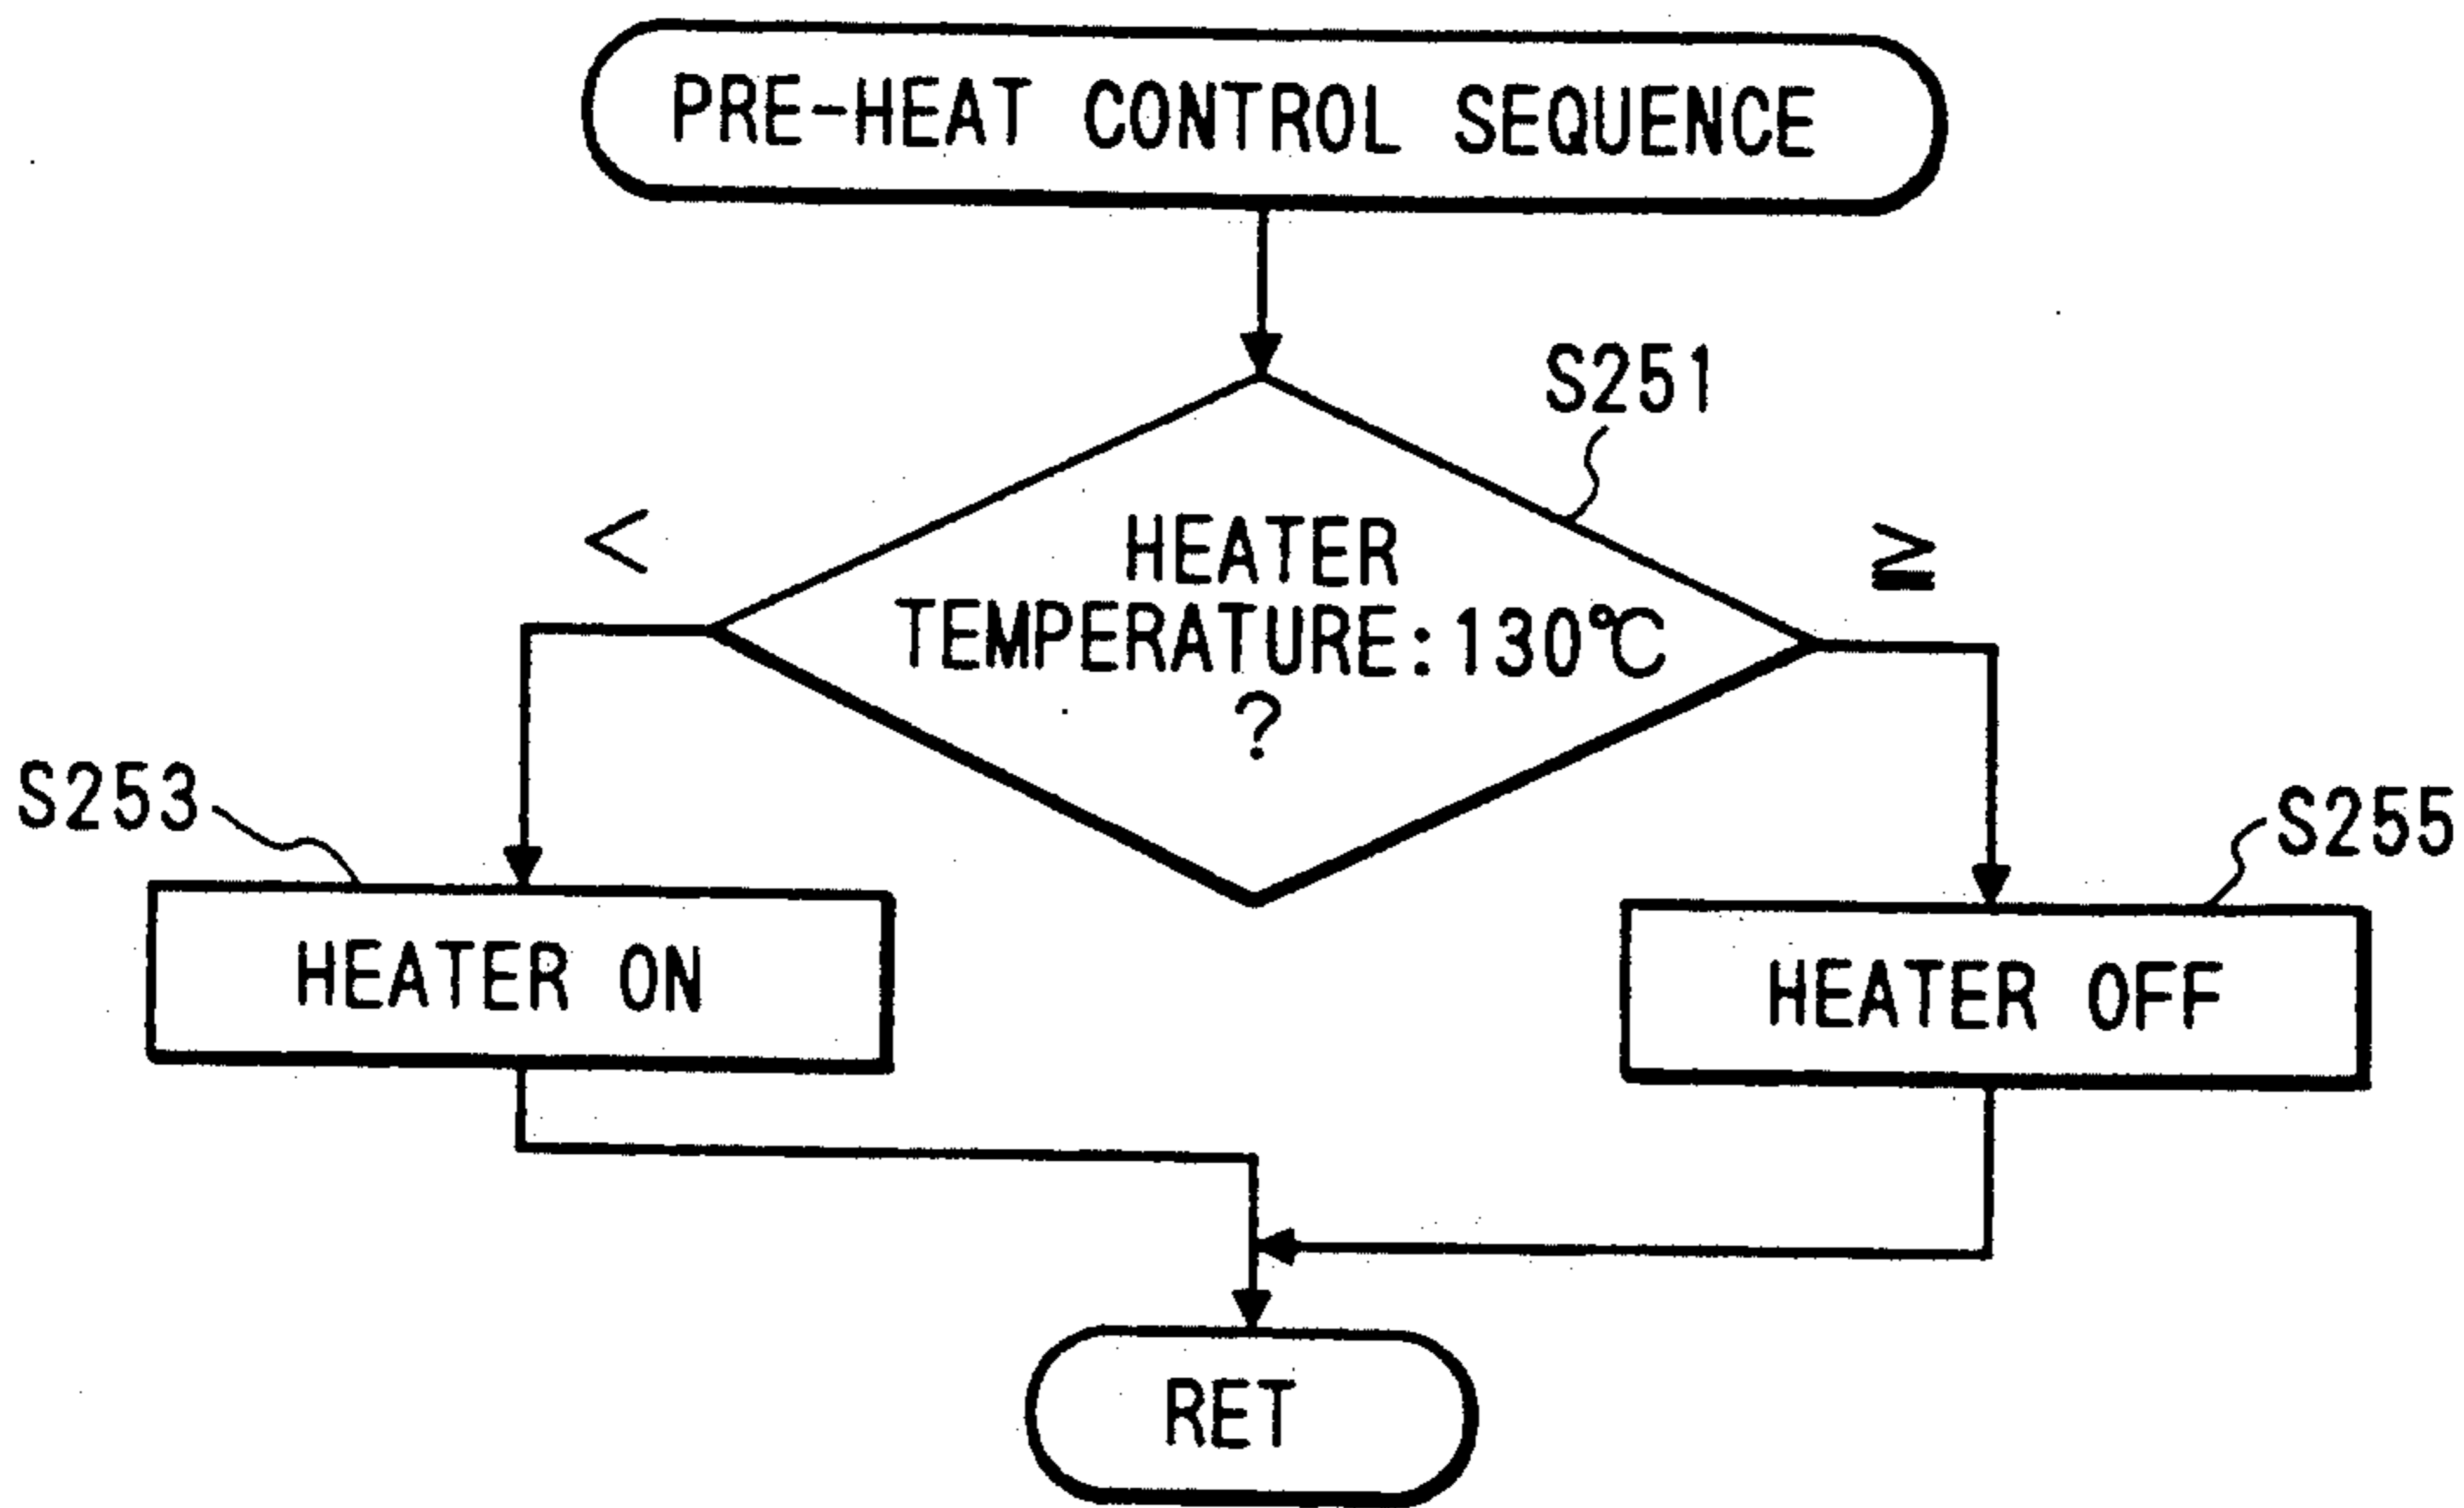 PRE-HEAT CONTROL SEQUENCE
S251
<
HEATER
TEMPERATURE:130℃
?
≧
S253
S255
HEATER ON
HEATER OFF
RET